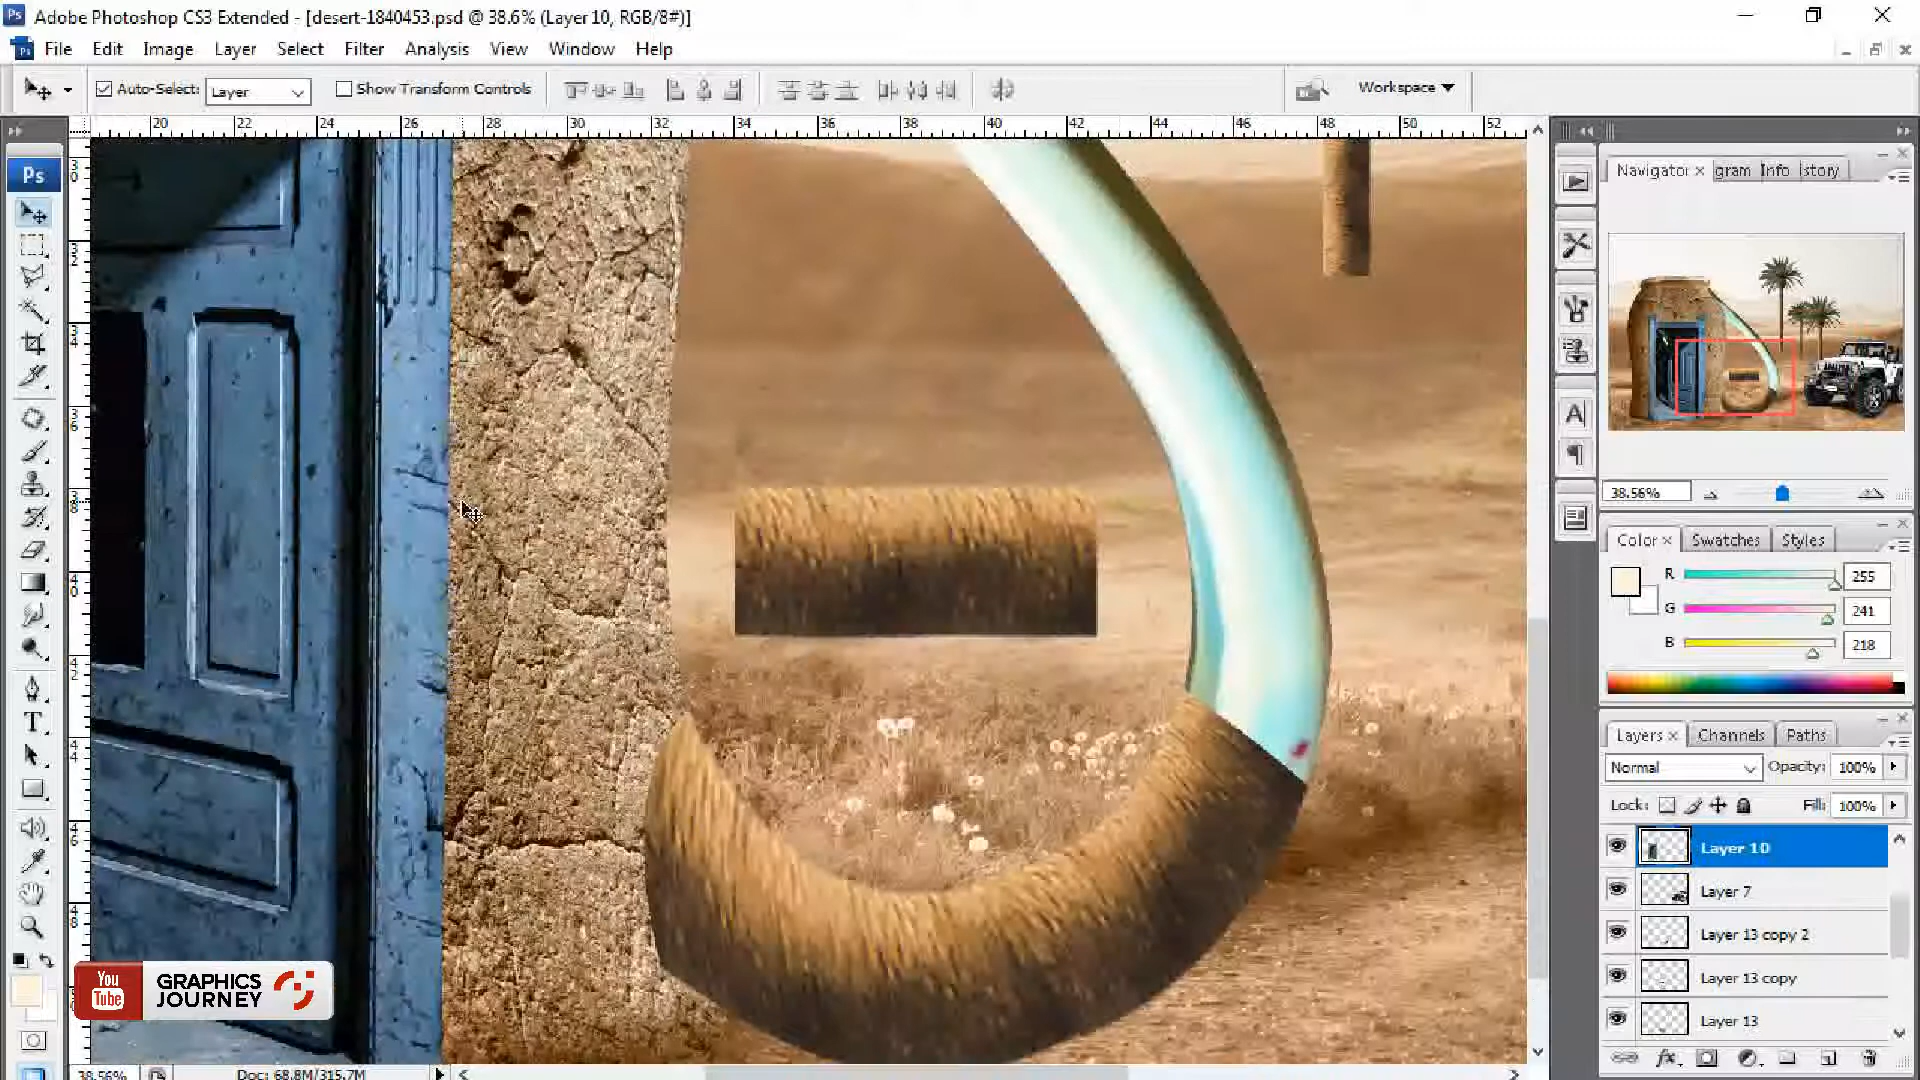 Adobe Photoshop CS3 Extended - [desert-1840453.psd @ 38.6% (Layer 10, RGB/8#)]
File Edit Image Layer Select Filter Analysis View Window Help
Auto-Select: Layer Show Transform Controls Workspace
20 22 24 26 28 30 32 34 36 38 40 42 44 46 48 50 52
Ps
Navigator gram Info istory
38.56%
Color Swatches Styles
R 255
G 241
B 218
Layers Channels Paths
Normal Opacity: 100%
Lock: Fill: 100%
Layer 10
Layer 7
Layer 13 copy 2
Layer 13 copy
Layer 13
You Tube GRAPHICS JOURNEY
38.56% Doc: 68.8M/315.7M